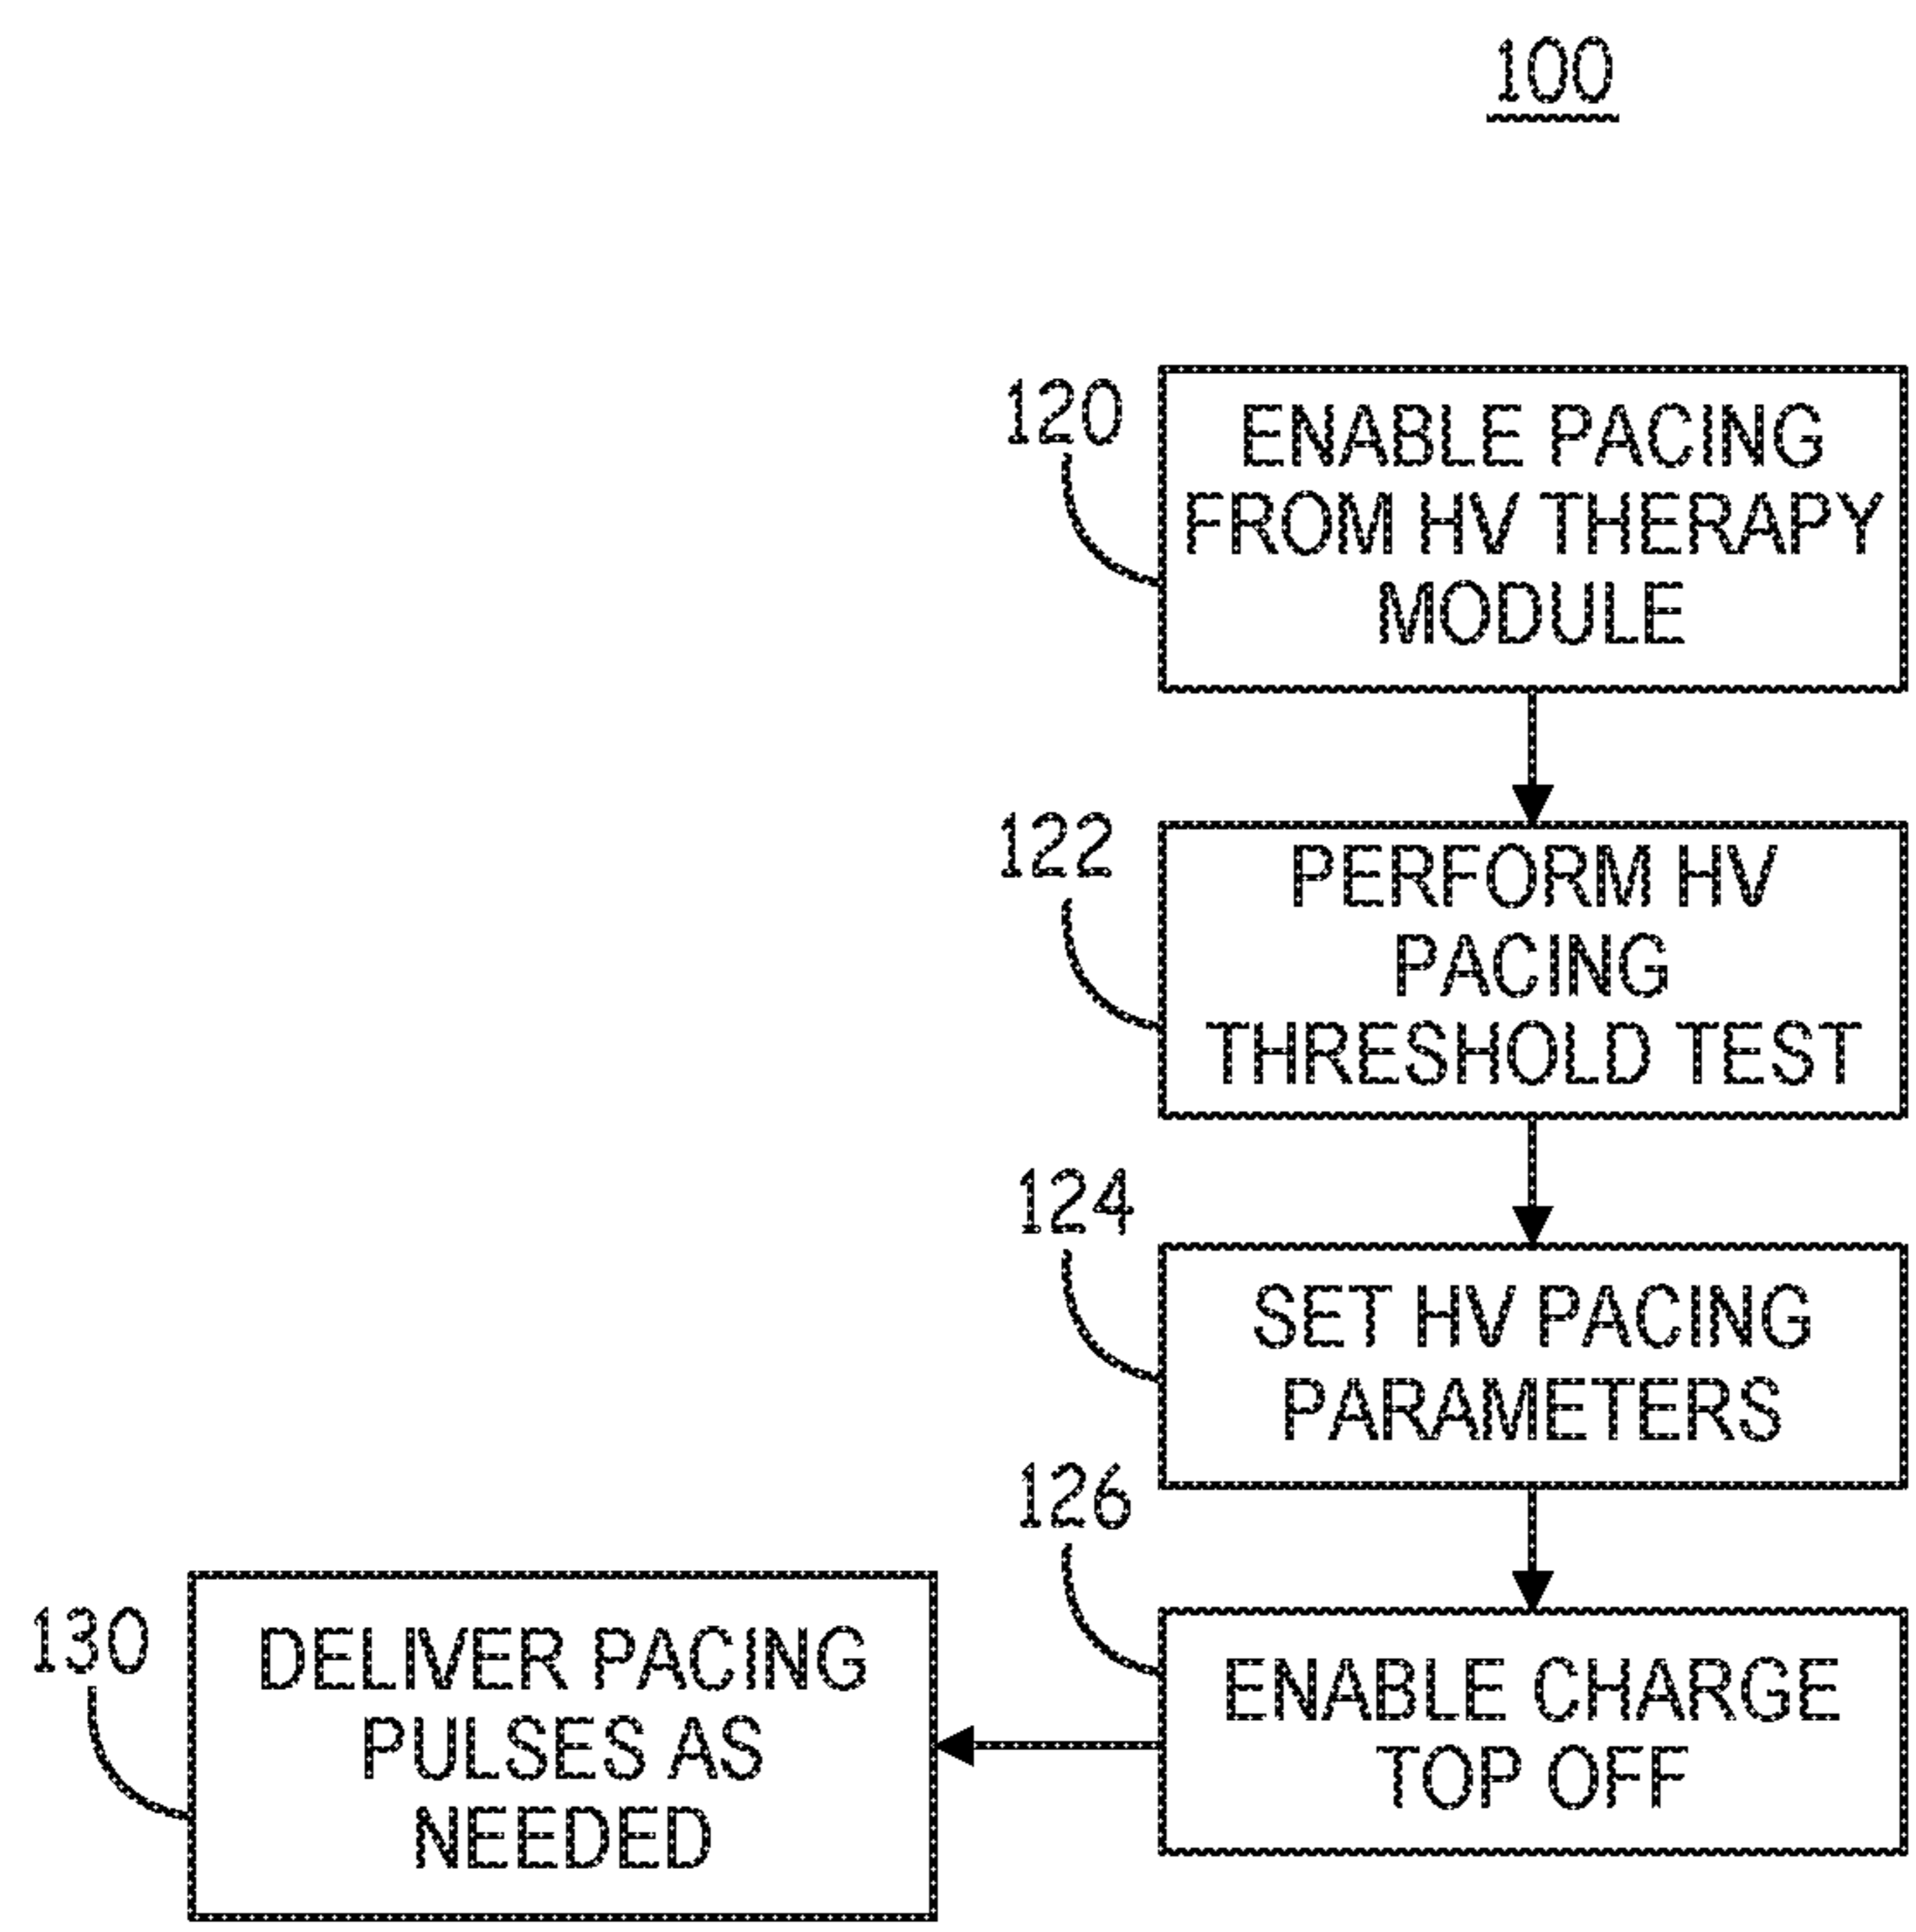 100
120
ENABLE PACING
FROM HV THERAPY
MODULE
122
PERFORM HV
PACING
THRESHOLD TEST
124
SET HV PACING
PARAMETERS
126
ENABLE CHARGE
TOP OFF
130
DELIVER PACING
PULSES AS
NEEDED